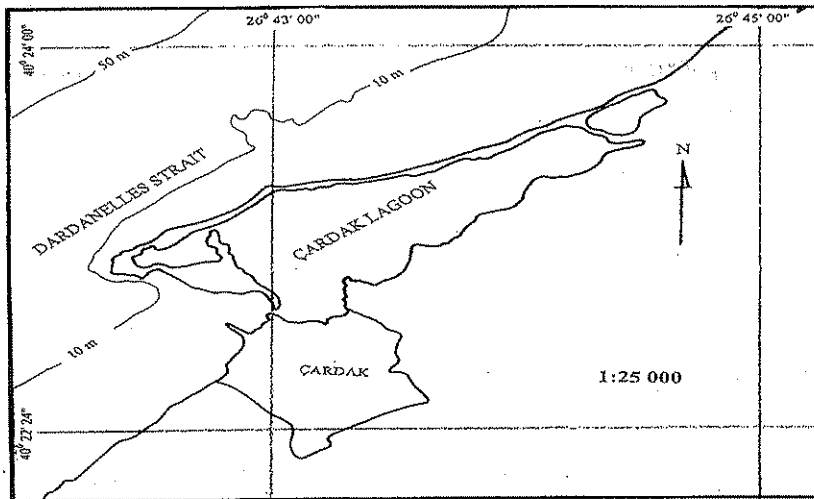 26° 43' 00"
26° 45' 00"
40° 24' 00"
50 m
10 m
DARDANELLES STRAIT
N
ÇARDAK LAGOON
10 m
ÇARDAK
1:25 000
40° 22' 24"